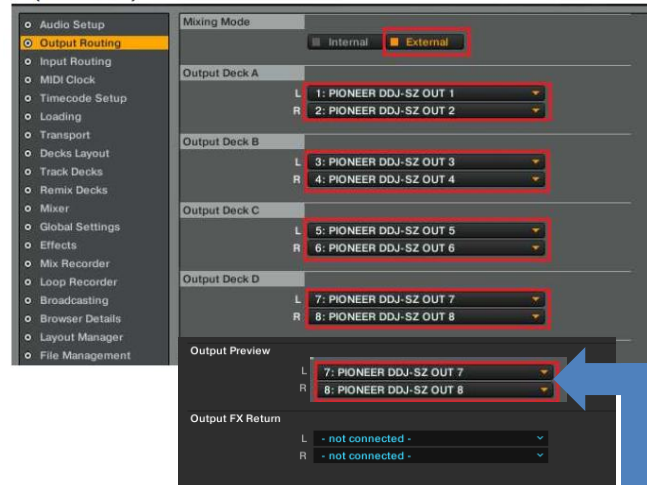 Audio Setup
Output Routing
Input Routing
MIDI Clock
Timecode Setup
Loading
Transport
Decks Layout
Track Decks
Remix Decks
Mixer
Global Settings
Effects
Mix Recorder
Loop Recorder
Broadcasting
Browser Details
Layout Manager
File Management
Mixing Mode
Internal External
Output Deck A
L 1: PIONEER DDJ-SZ OUT 1
R 2: PIONEER DDJ-SZ OUT 2
Output Deck B
L 3: PIONEER DDJ-SZ OUT 3
R 4: PIONEER DDJ-SZ OUT 4
Output Deck C
L 5: PIONEER DDJ-SZ OUT 5
R 6: PIONEER DDJ-SZ OUT 6
Output Deck D
L 7: PIONEER DDJ-SZ OUT 7
R 8: PIONEER DDJ-SZ OUT 8
Output Preview
L 7: PIONEER DDJ-SZ OUT 7
R 8: PIONEER DDJ-SZ OUT 8
Output FX Return
L - not connected -
R - not connected -